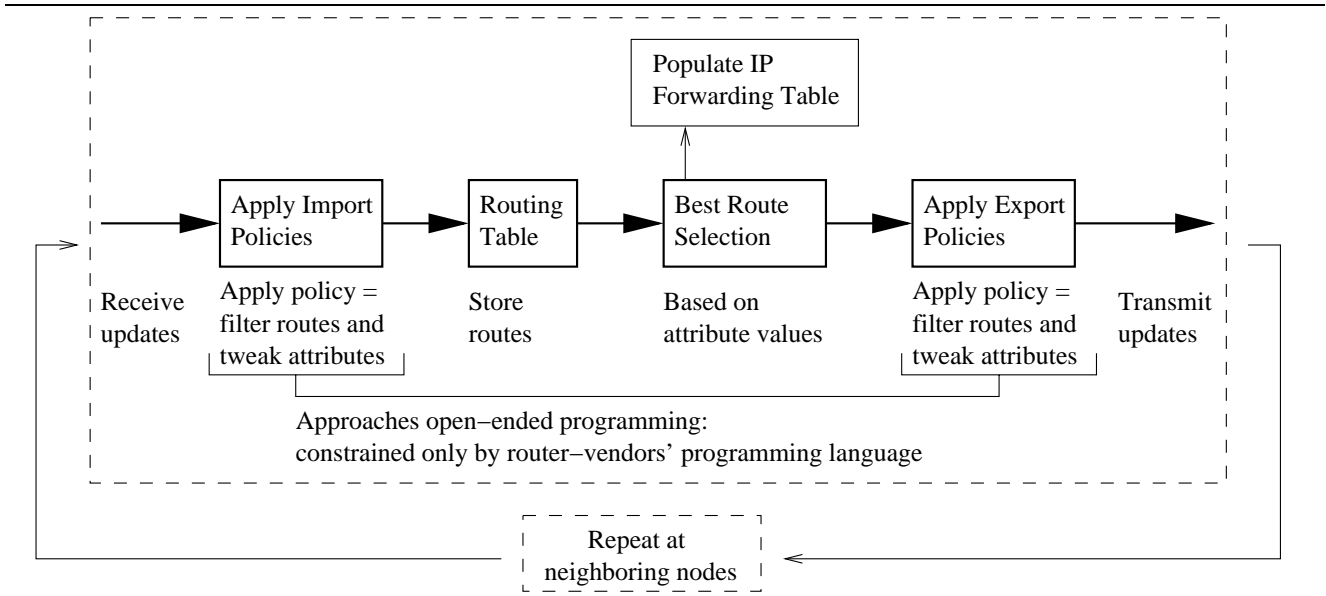 Populate IP
Forwarding Table
Apply Import
Policies
Routing
Table
Best Route
Selection
Apply Export
Policies
Receive
updates
Apply policy =
filter routes and
tweak attributes
Store
routes
Based on
attribute values
Apply policy =
filter routes and
tweak attributes
Transmit
updates
Approaches open−ended programming:
constrained only by router−vendors’ programming language
Repeat at
neighboring nodes